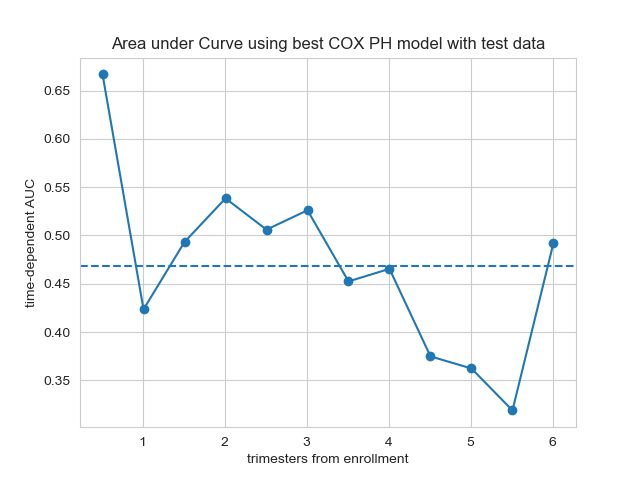 Area under Curve using best COX PH model with test data
time-dependent AUC
0.65
0.60
0.55
0.50
0.45
0.40
0.35
1 2 3 4 5 6
trimesters from enrollment